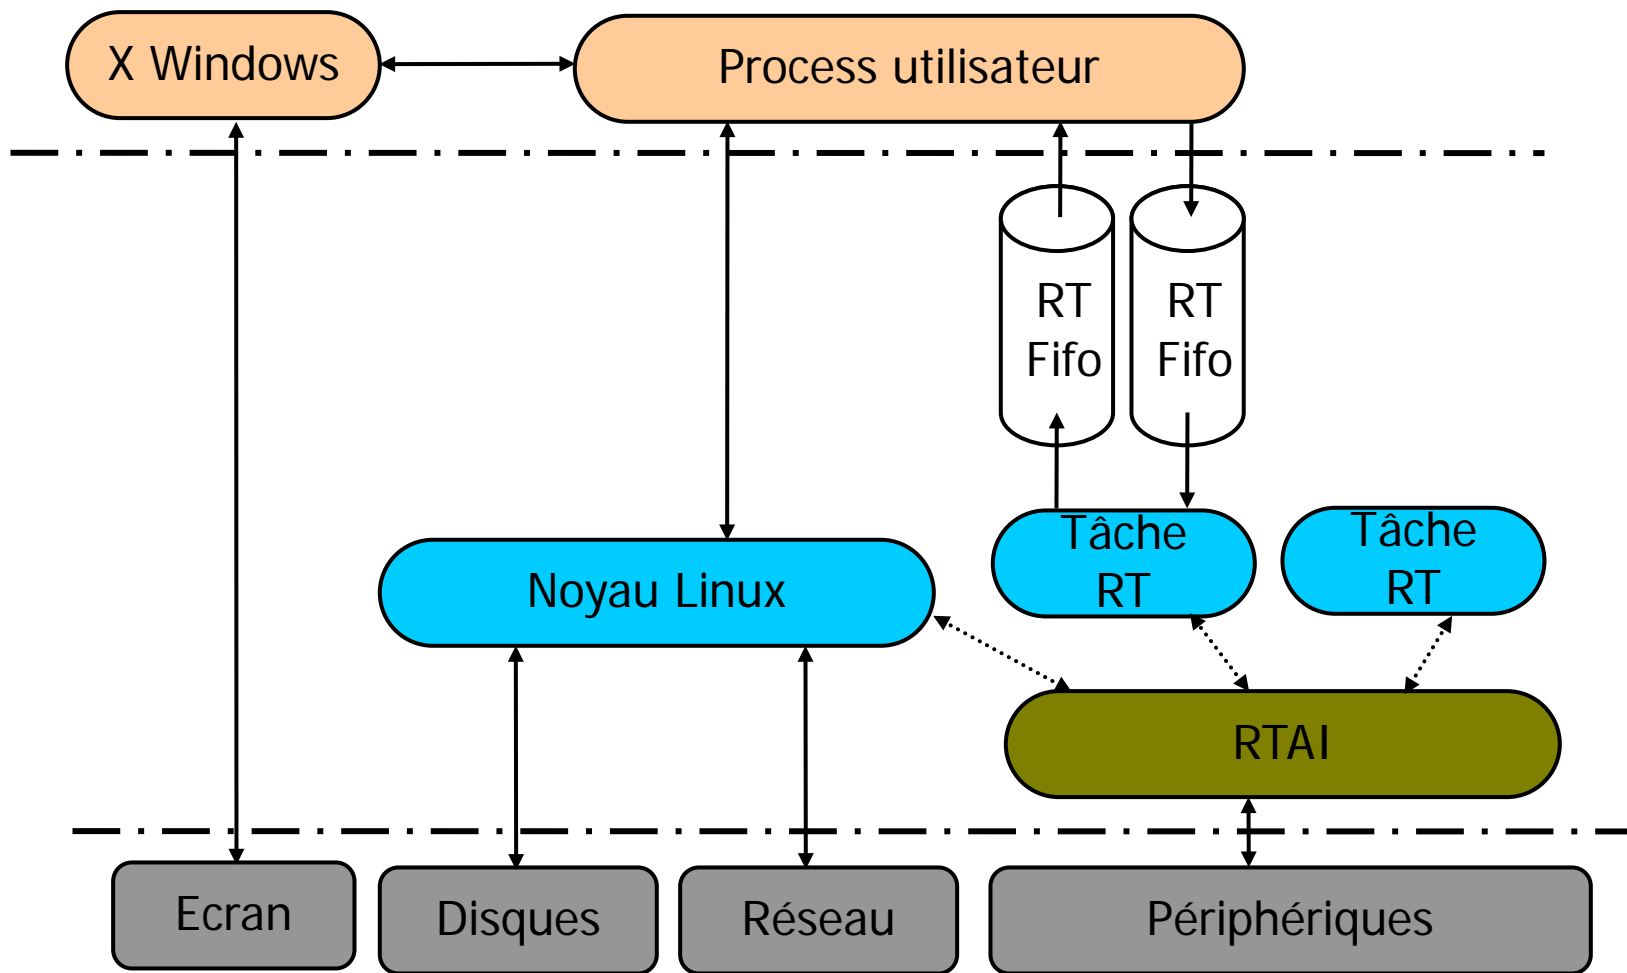 X Windows
Process utilisateur
RT
Fifo
RT
Fifo
Noyau Linux
Tâche
RT
Tâche
RT
RTAI
Ecran
Disques
Réseau
Périphériques